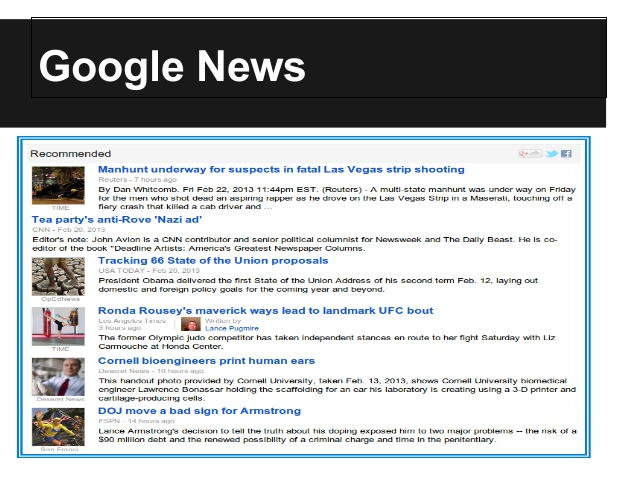 Google News
Recommended
Manhunt underway for suspects in fatal Las Vegas strip shooting
Reuters - 7 hours ago
By Dan Whitcomb. Fri Feb 22, 2013 11:44pm EST. (Reuters) - A multi-state manhunt was under way on Friday
for the men who shot dead an aspiring rapper as he drove on the Las Vegas Strip in a Maserati, touching off a
fiery crash that killed a cab driver and ...
TIME
Tea party's anti-Rove 'Nazi ad'
CNN - Feb 20, 2013
Editor's note: John Avlon is a CNN contributor and senior political columnist for Newsweek and The Daily Beast. He is co-
editor of the book "Deadline Artists: America's Greatest Newspaper Columns.
Tracking 66 State of the Union proposals
USA TODAY - Feb 20, 2013
President Obama delivered the first State of the Union Address of his second term Feb. 12, laying out
domestic and foreign policy goals for the coming year and beyond.
OpEdNews
Ronda Rousey's maverick ways lead to landmark UFC bout
Los Angeles Times
3 hours ago
Written by
Lance Pugmire
The former Olympic judo competitor has taken independent stances en route to her fight Saturday with Liz
Carmouche at Honda Center.
TIME
Cornell bioengineers print human ears
Deseret News - 10 hours ago
This handout photo provided by Cornell University, taken Feb. 13, 2013, shows Cornell University biomedical
engineer Lawrence Bonassar holding the scaffolding for an ear his laboratory is creating using a 3-D printer and
cartilage-producing cells.
Deseret News
DOJ move a bad sign for Armstrong
ESPN - 14 hours ago
Lance Armstrong's decision to tell the truth about his doping exposed him to two major problems -- the risk of a
$90 million debt and the renewed possibility of a criminal charge and time in the penitentiary.